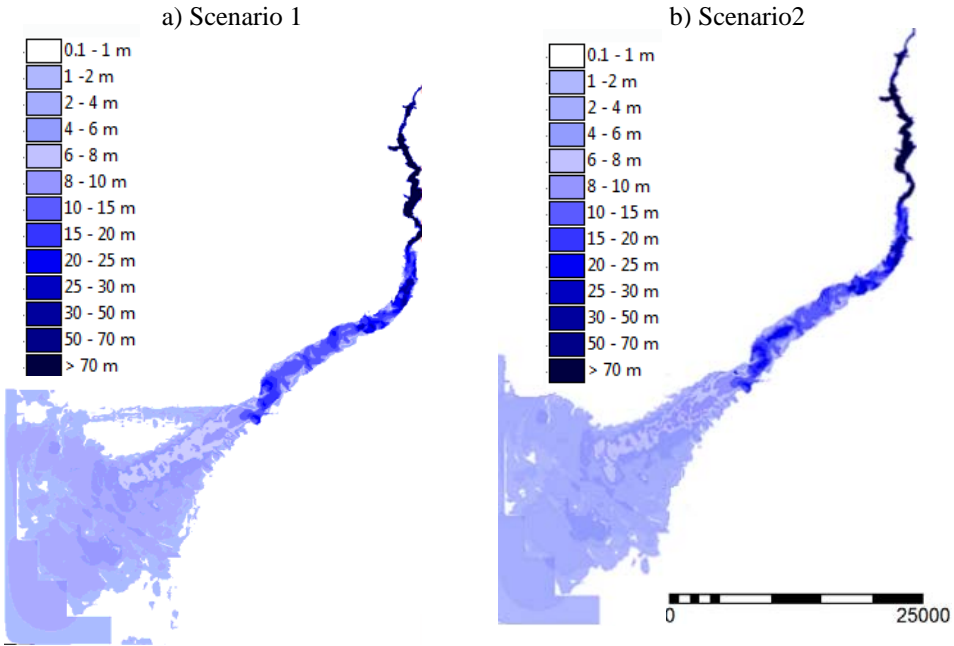 a) Scenario 1
0.1 - 1 m
1 -2 m
2 - 4 m
4 - 6 m
6 - 8 m
8 - 10 m
10 - 15 m
15 - 20 m
20 - 25 m
25 - 30 m
30 - 50 m
50 - 70 m
> 70 m
b) Scenario2
0.1 - 1 m
1 -2 m
2 - 4 m
4 - 6 m
6 - 8 m
8 - 10 m
10 - 15 m
15 - 20 m
20 - 25 m
25 - 30 m
30 - 50 m
50 - 70 m
> 70 m
0 25000